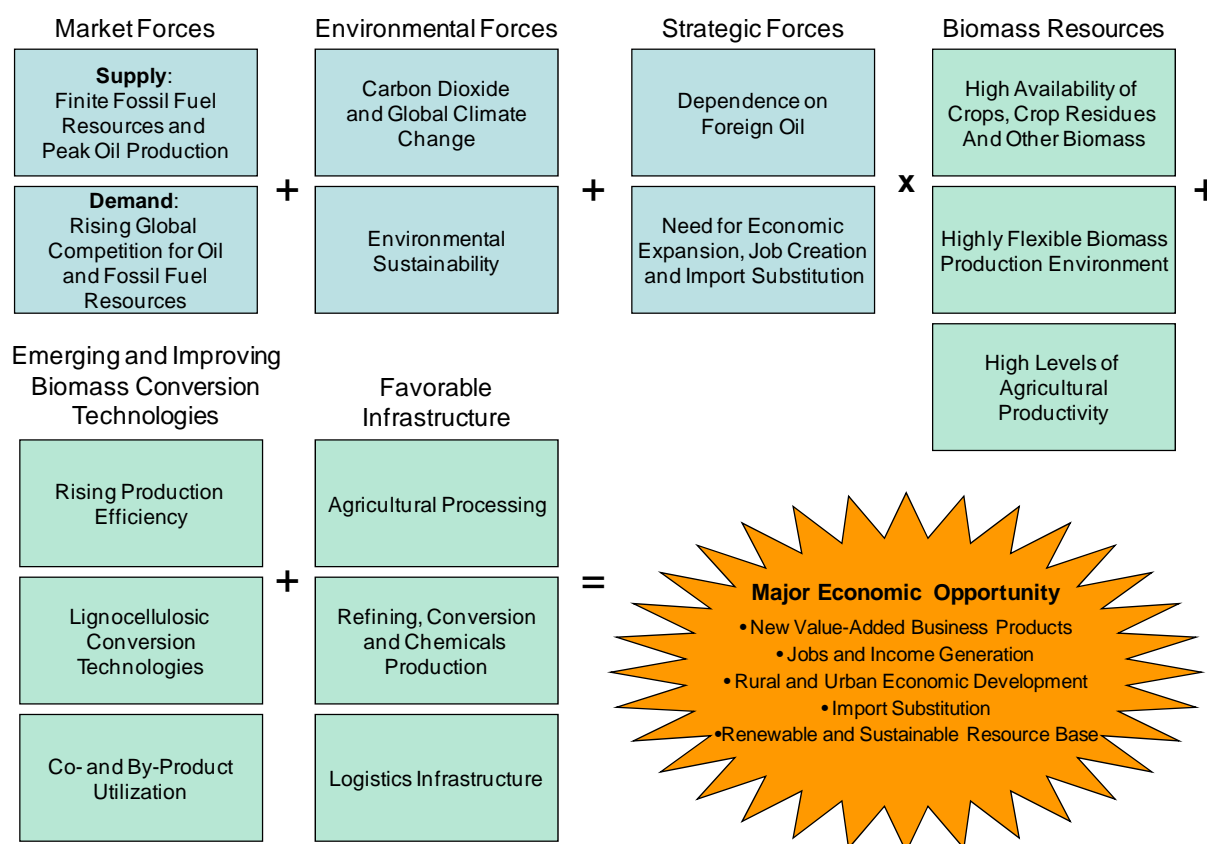 Market Forces
Supply:
Finite Fossil Fuel
Resources and
Peak Oil Production
Demand:
Rising Global
Competition for Oil
and Fossil Fuel
Resources
+
Environmental Forces
Carbon Dioxide
and Global Climate
Change
Environmental
Sustainability
+
Strategic Forces
Dependence on
Foreign Oil
Need for Economic
Expansion, Job Creation
and Import Substitution
x
Biomass Resources
High Availability of
Crops, Crop Residues
And Other Biomass
Highly Flexible Biomass
Production Environment
High Levels of
Agricultural
Productivity
+
Emerging and Improving
Biomass Conversion
Technologies
Rising Production
Efficiency
Lignocellulosic
Conversion
Technologies
Co- and By-Product
Utilization
+
Favorable
Infrastructure
Agricultural Processing
Refining, Conversion
and Chemicals
Production
Logistics Infrastructure
=
Major Economic Opportunity
•New Value-Added Business Products
•Jobs and Income Generation
•Rural and Urban Economic Development
•Import Substitution
•Renewable and Sustainable Resource Base